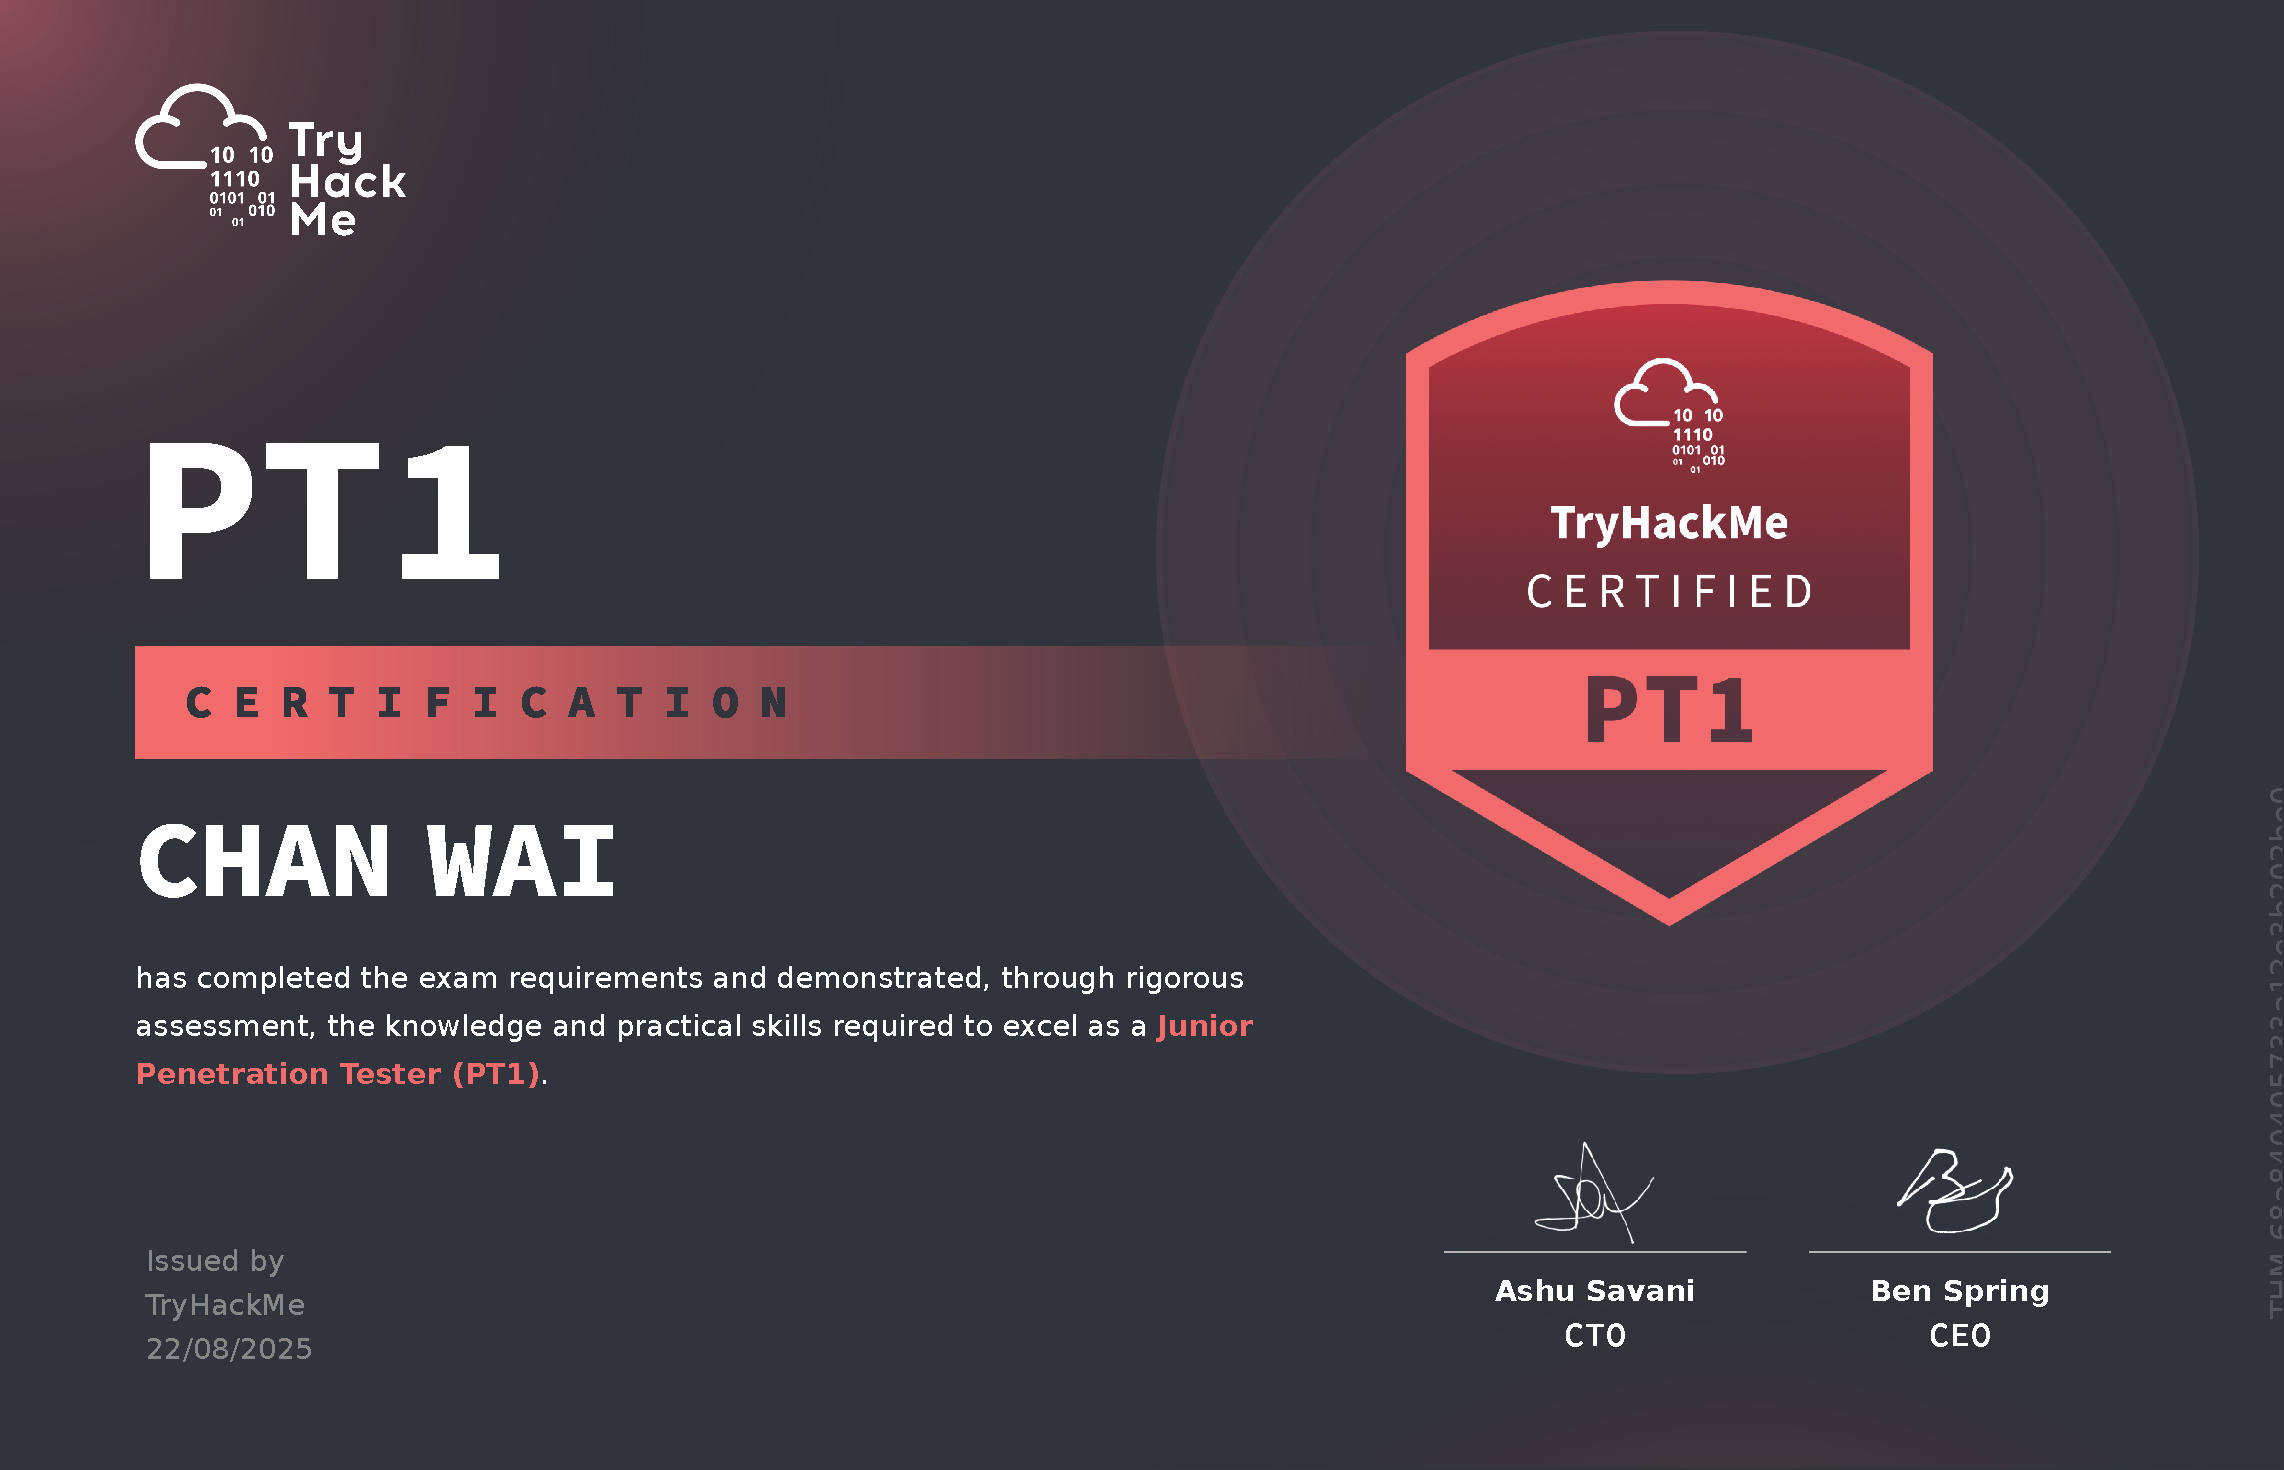 10 10
1110
0101 01
01 010
01
Try
Hack
Me
PT1
CERTIFICATION
CHAN WAI
has completed the exam requirements and demonstrated, through rigorous
assessment, the knowledge and practical skills required to excel as a Junior
Penetration Tester (PT1).
Issued by
TryHackMe
22/08/2025
10 10
1110
0101 01
01 010
01
TryHackMe
CERTIFIED
PT1
Ashu Savani
CTO
Ben Spring
CEO